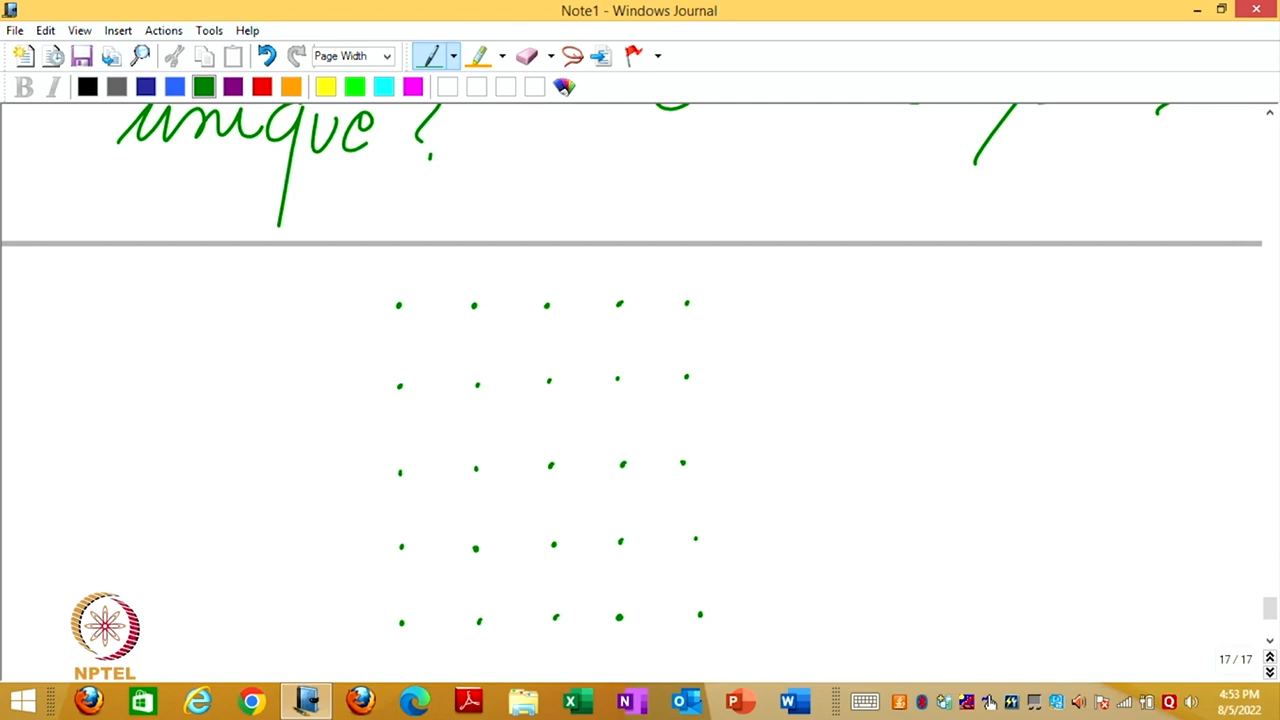 Note1 - Windows Journal
File Edit View Insert Actions Tools Help
Page Width
B I
unique?
17 / 17
NPTEL
4:53 PM
8/5/2022